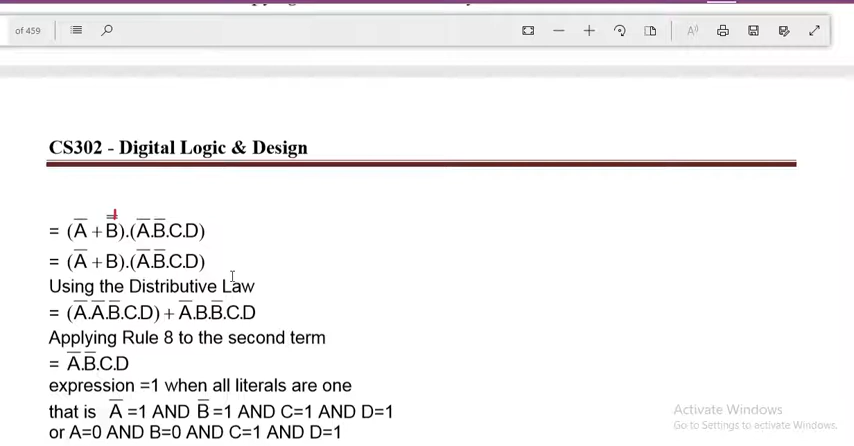 of 459
CS302 - Digital Logic & Design
= (A̅ + B̿).(A̅.B̅.C.D)
= (A̅ + B).(A̅.B̅.C.D)
Using the Distributive Law
= (A̅.A̅.B̅.C.D) + A̅.B.B̅.C.D
Applying Rule 8 to the second term
= A̅.B̅.C.D
expression =1 when all literals are one
that is A̅ =1 AND B̅ =1 AND C=1 AND D=1
or A=0 AND B=0 AND C=1 AND D=1
Activate Windows
Go to Settings to activate Windows.